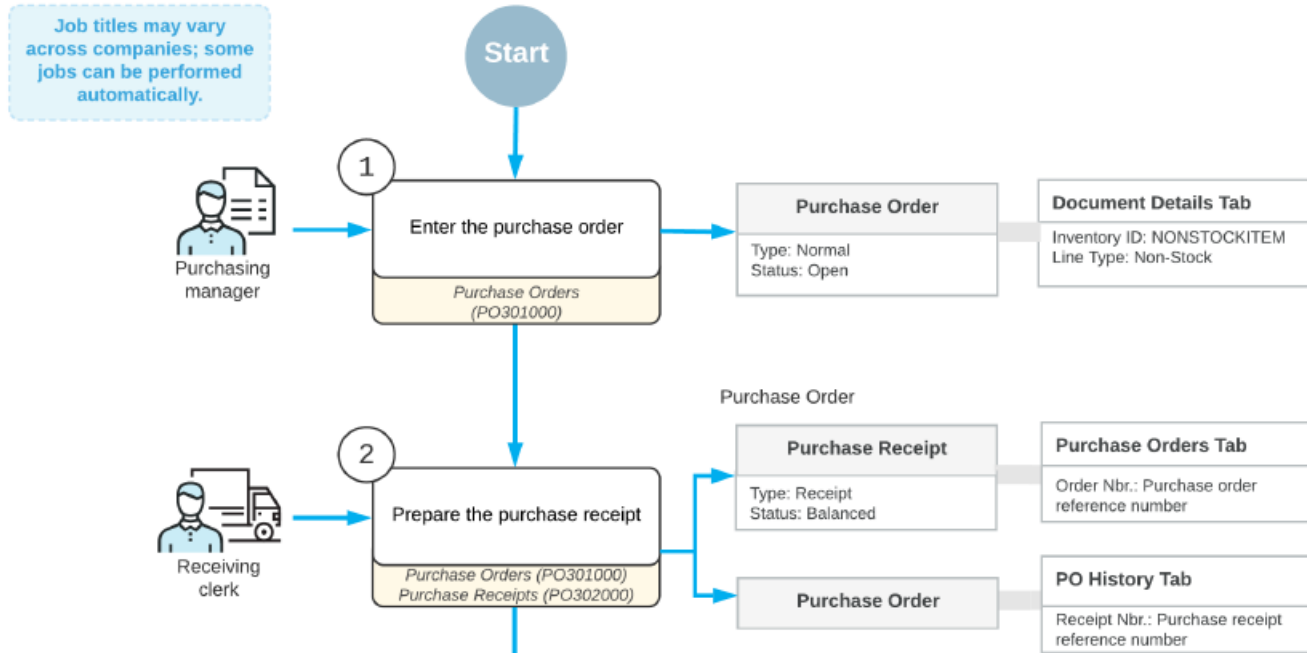 Job titles may vary
across companies; some
jobs can be performed
automatically.
Start
1
Purchasing
manager
Enter the purchase order
Purchase Orders
(PO301000)
Purchase Order
Type: Normal
Status: Open
Document Details Tab
Inventory ID: NONSTOCKITEM
Line Type: Non-Stock
2
Receiving
clerk
Prepare the purchase receipt
Purchase Orders (PO301000)
Purchase Receipts (PO302000)
Purchase Order
Purchase Receipt
Type: Receipt
Status: Balanced
Purchase Orders Tab
Order Nbr.: Purchase order
reference number
Purchase Order
PO History Tab
Receipt Nbr.: Purchase receipt
reference number